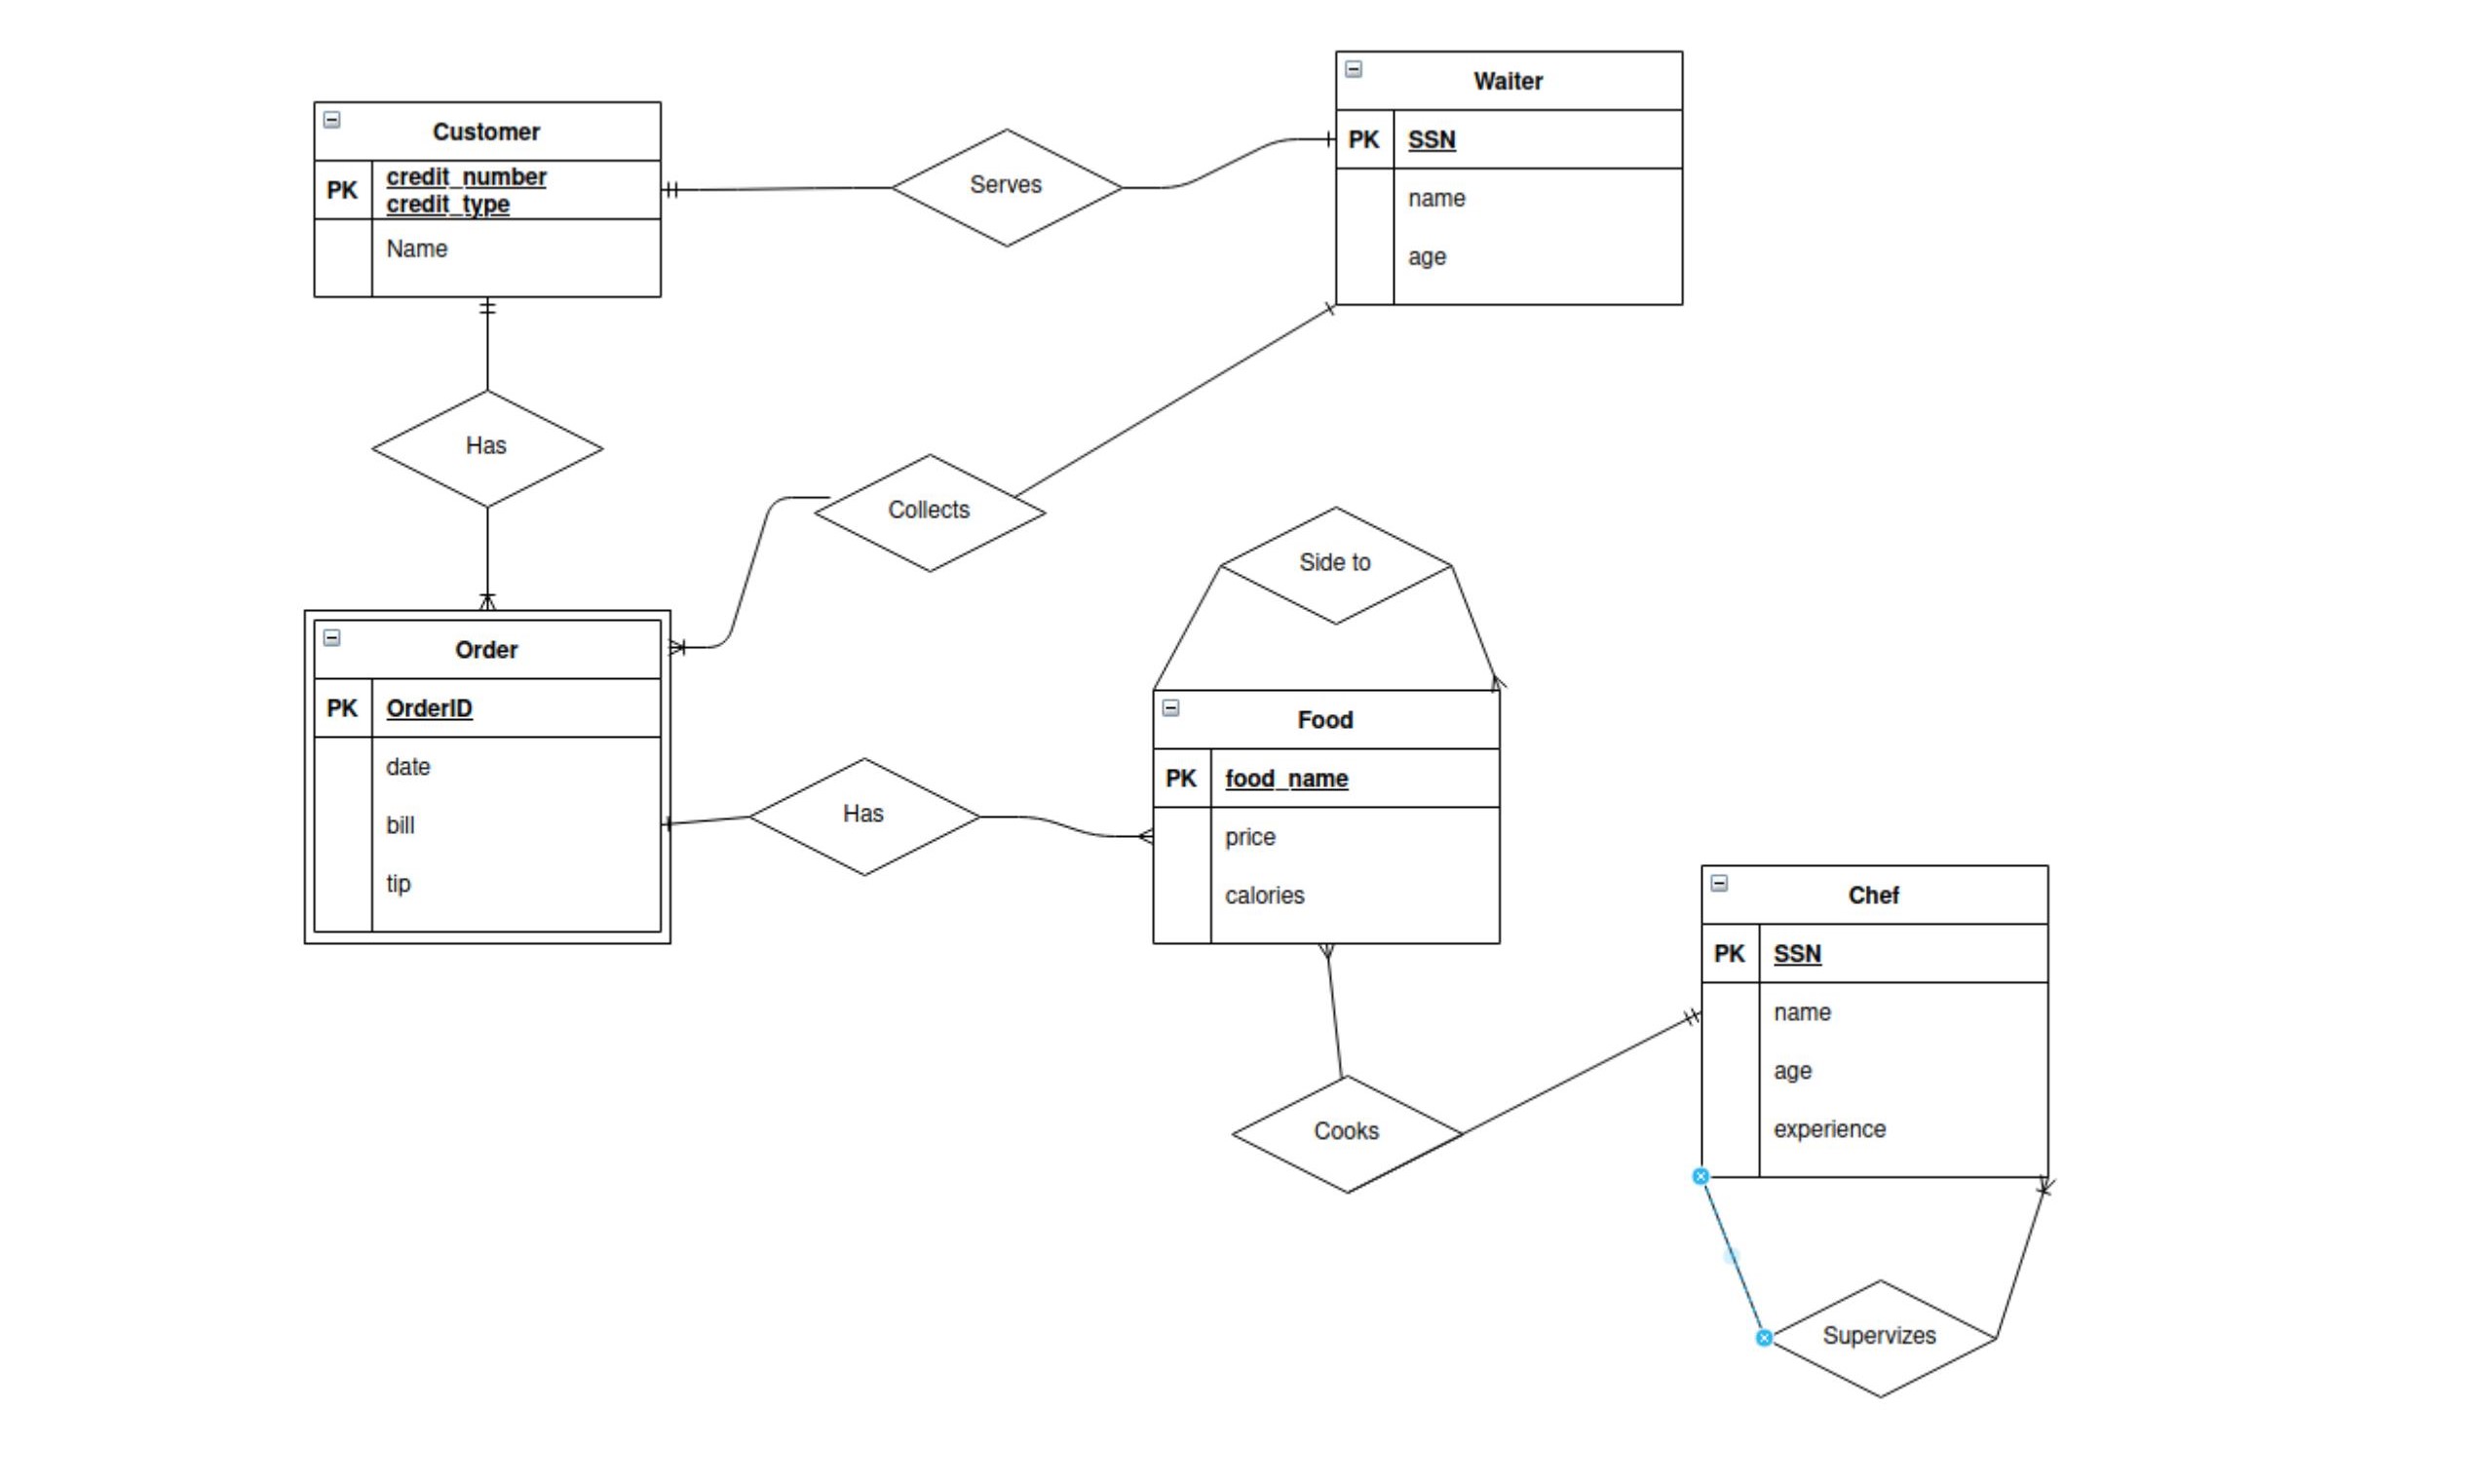 Waiter
PK SSN
name
age
Customer
PK credit_number
credit_type
Name
Serves
Has
Collects
Side to
Order
PK OrderID
date
bill
tip
Has
Food
PK food_name
price
calories
Chef
PK SSN
name
age
experience
Cooks
Supervizes